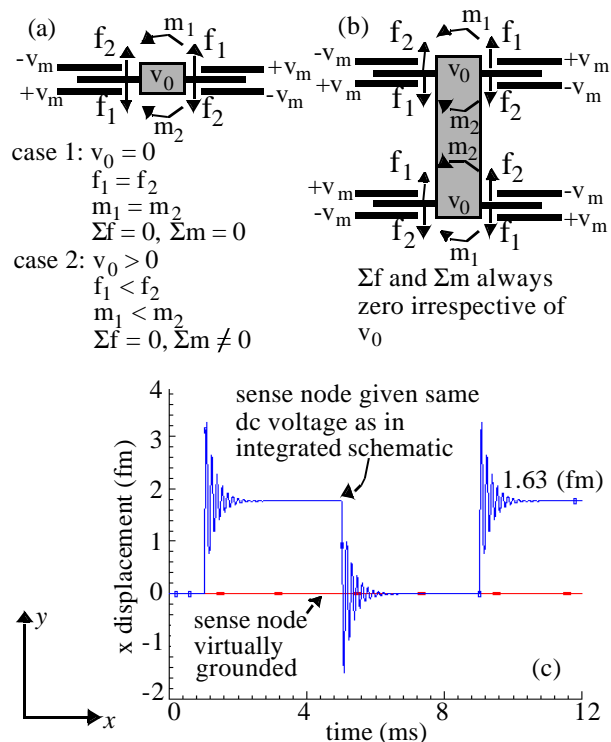 (a)
m1
f2
f1
-vm
v0
+vm
+vm
-vm
f1
f2
m2
case 1: v0 = 0
f1 = f2
m1 = m2
Σf = 0, Σm = 0
case 2: v0 > 0
f1 < f2
m1 < m2
Σf = 0, Σm ≠ 0
(b)
m1
f2
f1
-vm
v0
+vm
+vm
-vm
f1
f2
m2
m2
f1
f2
+vm
-vm
-vm
v0
+vm
f2
f1
m1
Σf and Σm always
zero irrespective of
v0
4
3
2
1
0
-1
-2
x displacement (fm)
sense node given same
dc voltage as in
integrated schematic
1.63 (fm)
sense node
virtually
grounded
(c)
0
4
8
12
time (ms)
y
x